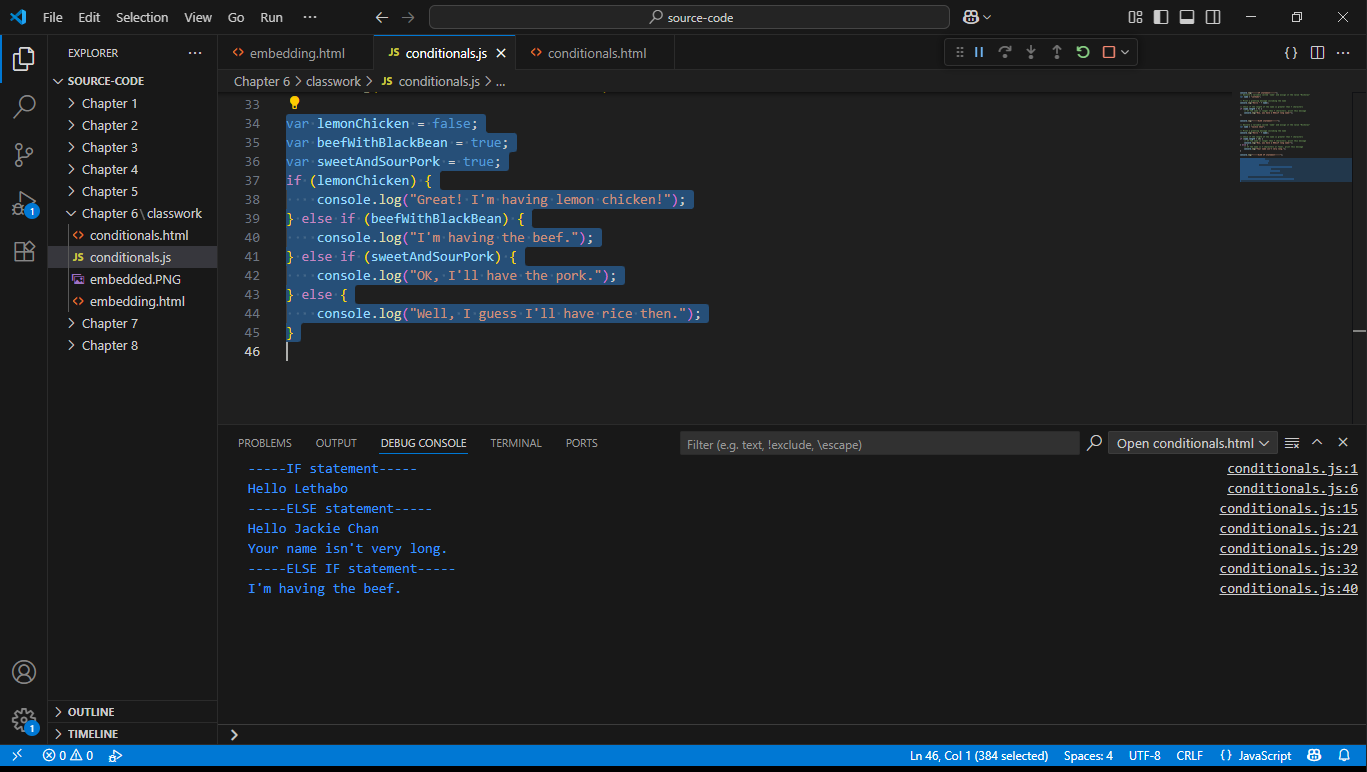 File Edit Selection View Go Run ··· source-code
EXPLORER ···
SOURCE-CODE
Chapter 1
Chapter 2
Chapter 3
Chapter 4
Chapter 5
Chapter 6\classwork
conditionals.html
JS conditionals.js
embedded.PNG
embedding.html
Chapter 7
Chapter 8
OUTLINE
TIMELINE
1
1
embedding.html JS conditionals.js conditionals.html
Chapter 6 > classwork > JS conditionals.js > ...
33
34 var lemonChicken = false;
35 var beefWithBlackBean = true;
36 var sweetAndSourPork = true;
37 if (lemonChicken) {
38 ····console.log("Great! I'm having lemon chicken!");
39 } else if (beefWithBlackBean) {
40 ····console.log("I'm having the beef.");
41 } else if (sweetAndSourPork) {
42 ····console.log("OK, I'll have the pork.");
43 } else {
44 ····console.log("Well, I guess I'll have rice then.");
45 }
46
PROBLEMS OUTPUT DEBUG CONSOLE TERMINAL PORTS Filter (e.g. text, !exclude, \escape) Open conditionals.html
-----IF statement----- conditionals.js:1
Hello Lethabo conditionals.js:6
-----ELSE statement----- conditionals.js:15
Hello Jackie Chan conditionals.js:21
Your name isn't very long. conditionals.js:29
-----ELSE IF statement----- conditionals.js:32
I'm having the beef. conditionals.js:40
0 0 Ln 46, Col 1 (384 selected) Spaces: 4 UTF-8 CRLF {} JavaScript